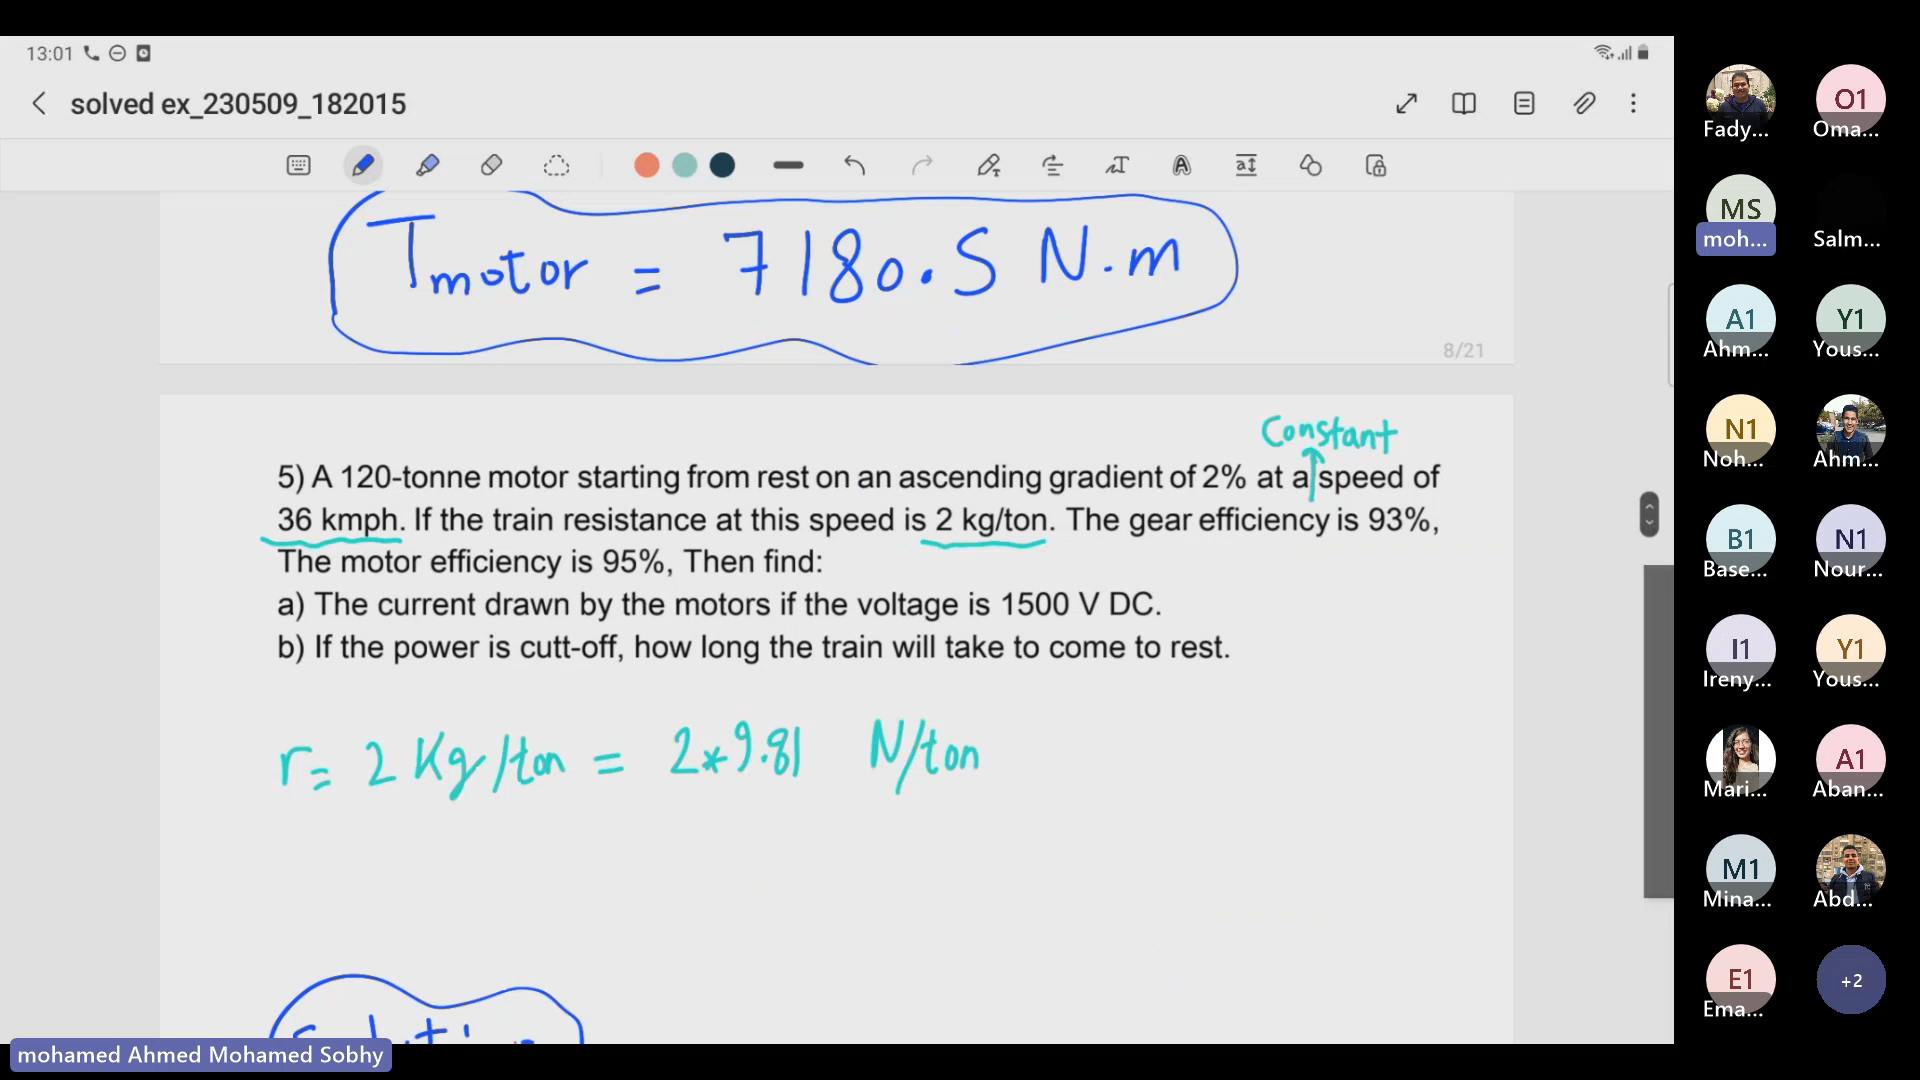 13:01
solved ex_230509_182015
Tmotor = 7180.5 N.m
8/21
Constant
5) A 120-tonne motor starting from rest on an ascending gradient of 2% at a speed of
36 kmph. If the train resistance at this speed is 2 kg/ton. The gear efficiency is 93%,
The motor efficiency is 95%, Then find:
a) The current drawn by the motors if the voltage is 1500 V DC.
b) If the power is cutt-off, how long the train will take to come to rest.
r = 2 Kg/ton = 2*9.81 N/ton
mohamed Ahmed Mohamed Sobhy
Fady...
O1
Oma...
MS
moh...
Salm...
A1
Ahm...
Y1
Yous...
N1
Noh...
Ahm...
B1
Base...
N1
Nour...
I1
Ireny...
Y1
Yous...
Mari...
A1
Aban...
M1
Mina...
Abd...
E1
Ema...
+2